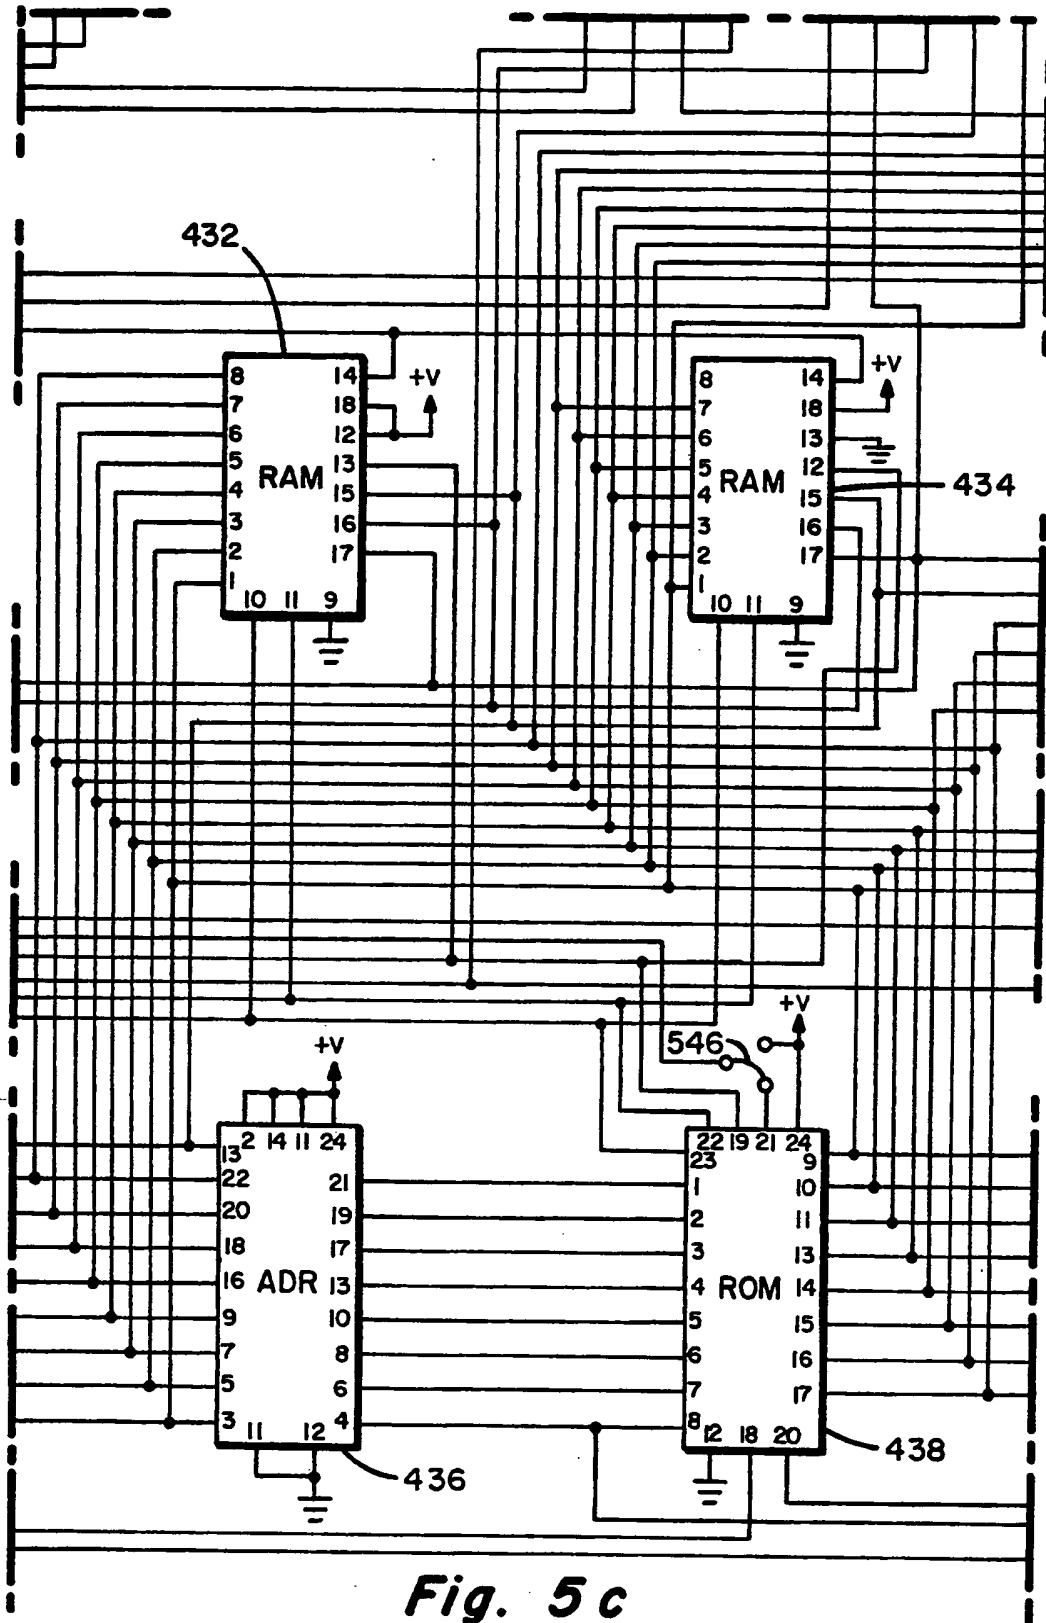 432
8 14 +V
7 18
6 12
5 13
RAM
4 15
3 16
2 17
1
10 11 9
8 14 +V
7 18
6 13
5 12
RAM
4 15
434
3 16
2 17
1
10 11 9
+V
546
+V
2 14 11 24
13
22 21
20 19
18 17
16 ADR 13
9 10
7 8
5 6
3 4
11 12
436
22 19 21 24
23 9
1 10
2 11
3 13
4 ROM 14
5 15
6 16
7 17
8
12 18 20
438
Fig. 5c